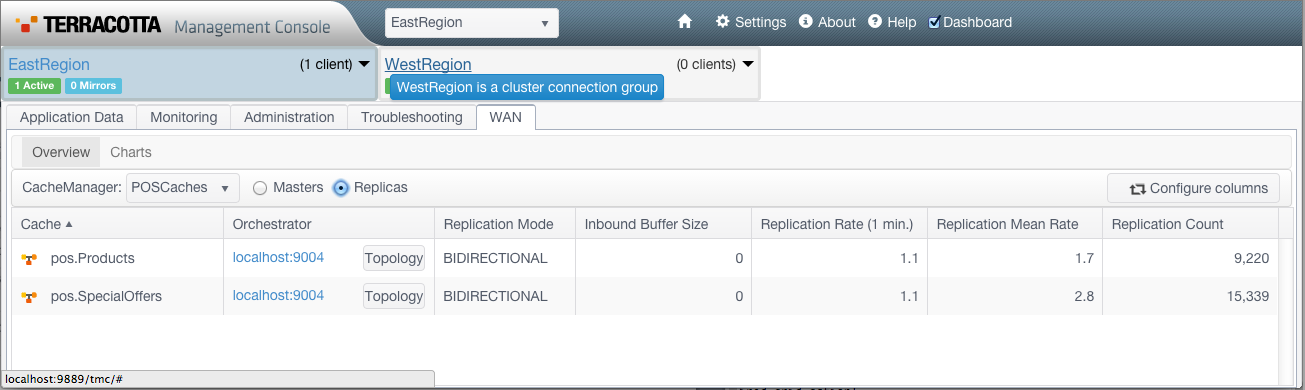 TERRACOTTA Management Console EastRegion Settings About Help Dashboard
EastRegion (1 client) WestRegion (0 clients)
1 Active 0 Mirrors WestRegion is a cluster connection group
Application Data Monitoring Administration Troubleshooting WAN
Overview Charts
CacheManager: POSCaches Masters Replicas Configure columns
Cache Orchestrator Replication Mode Inbound Buffer Size Replication Rate (1 min.) Replication Mean Rate Replication Count
pos.Products localhost:9004 Topology BIDIRECTIONAL 0 1.1 1.7 9,220
pos.SpecialOffers localhost:9004 Topology BIDIRECTIONAL 0 1.1 2.8 15,339
localhost:9889/tmc/#